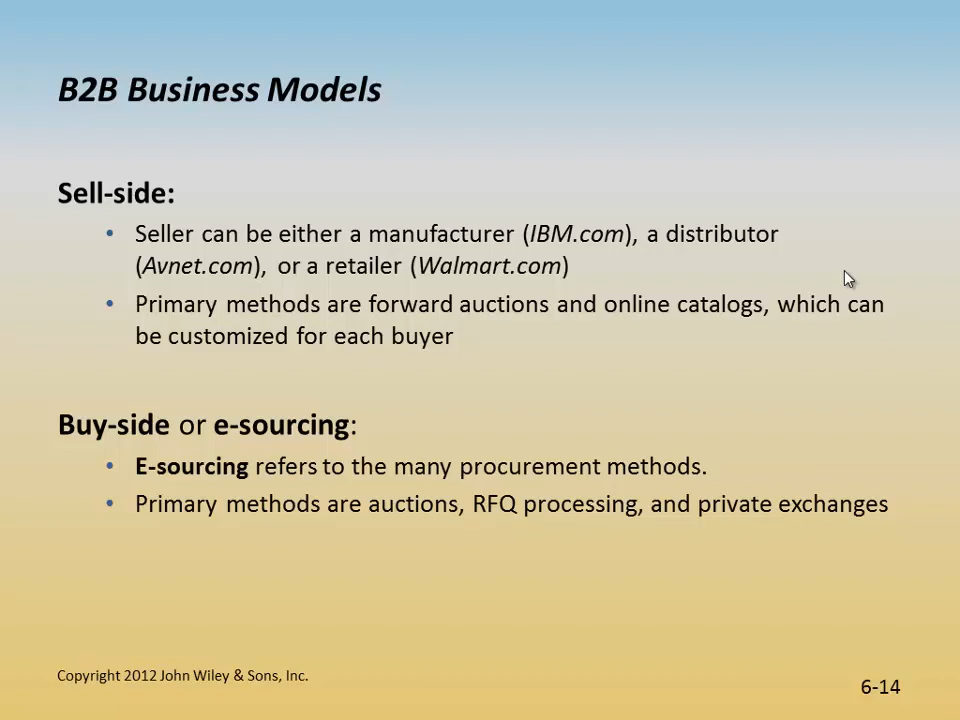 B2B Business Models
Sell-side:
• Seller can be either a manufacturer (IBM.com), a distributor
(Avnet.com), or a retailer (Walmart.com)
• Primary methods are forward auctions and online catalogs, which can
be customized for each buyer
Buy-side or e-sourcing:
• E-sourcing refers to the many procurement methods.
• Primary methods are auctions, RFQ processing, and private exchanges
Copyright 2012 John Wiley & Sons, Inc.
6-14